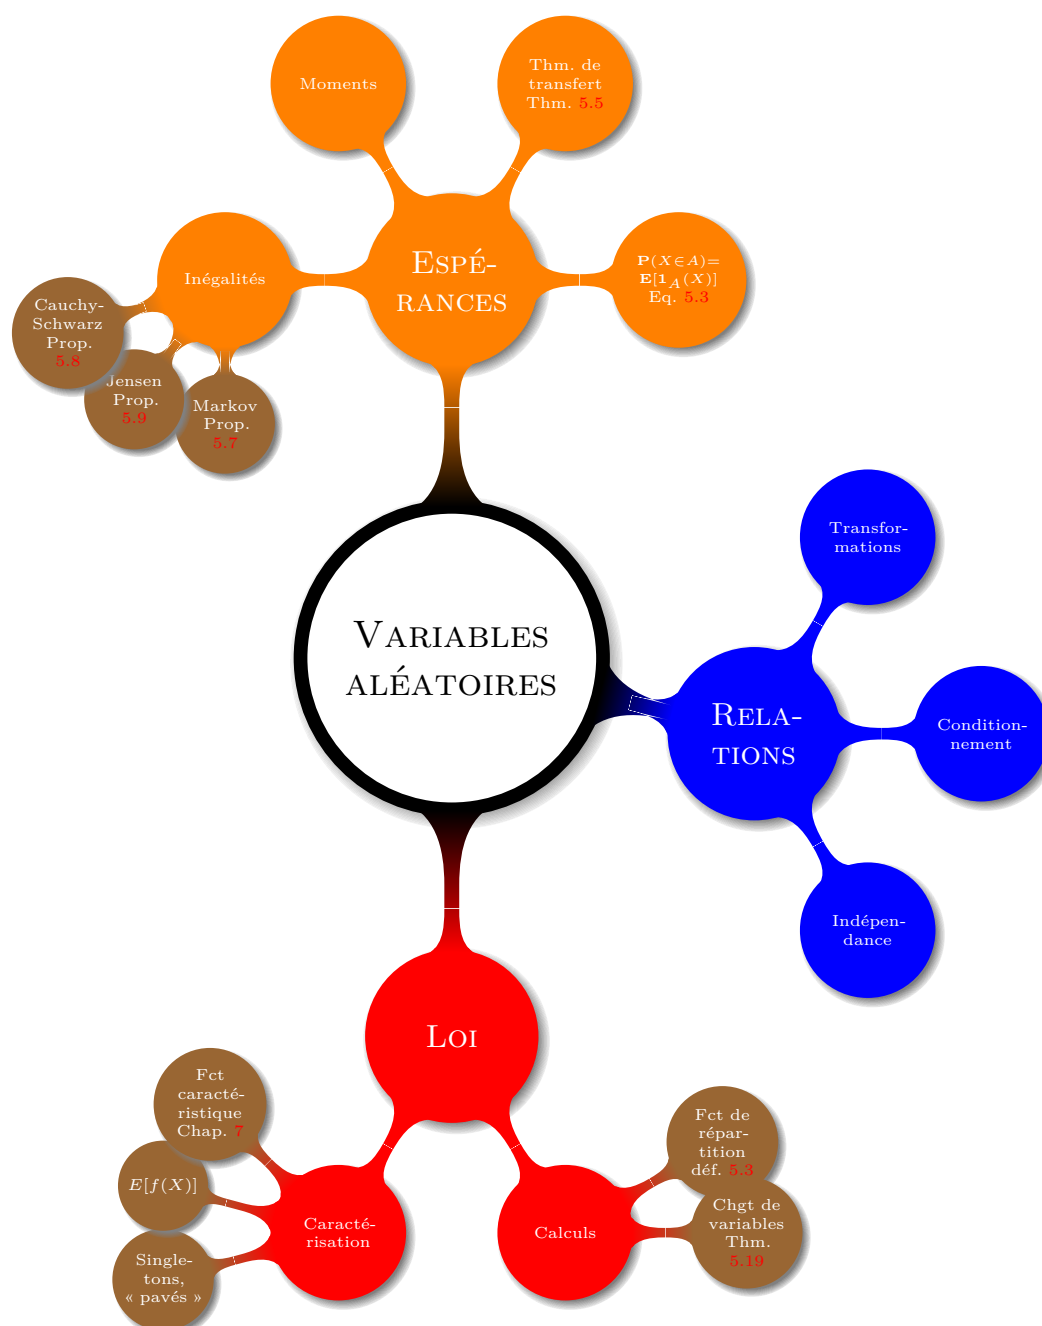 Moments
Thm. de
transfert
Thm. 5.5
Inégalités
ESPÉ-
RANCES
P(X∈A)=
E[1_A(X)]
Eq. 5.3
Cauchy-
Schwarz
Prop.
5.8
Jensen
Prop.
5.9
Markov
Prop.
5.7
VARIABLES
ALÉATOIRES
Transfor-
mations
RELA-
TIONS
Condition-
nement
Indépen-
dance
LOI
Fct
caracté-
ristique
Chap. 7
E[f(X)]
Single-
tons,
« pavés »
Caracté-
risation
Calculs
Fct de
répar-
tition
déf. 5.3
Chgt de
variables
Thm.
5.19